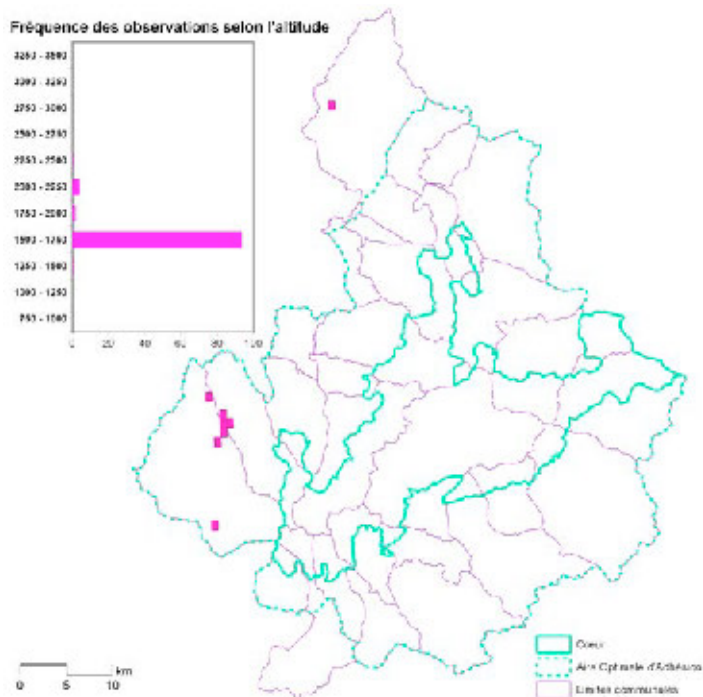 Fréquence des observations selon l'altitude
3250 - 3500
3000 - 3250
2750 - 3000
2500 - 2750
2250 - 2500
2000 - 2250
1750 - 2000
1500 - 1750
1250 - 1500
1000 - 1250
750 - 1000
0 20 40 60 80 100
Coeur
Aire Optimale d'Adhésion
Limites communales
0 5 10
km